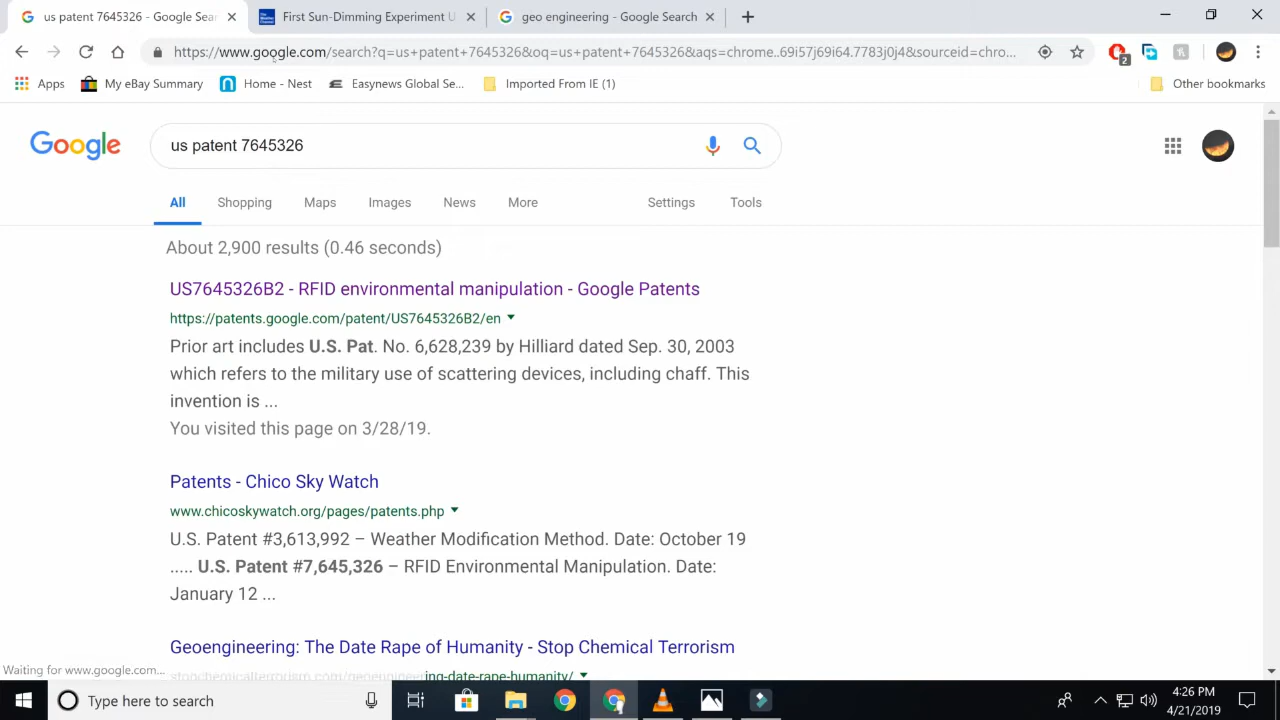 us patent 7645326 - Google Sear
First Sun-Dimming Experiment U
geo engineering - Google Search
https://www.google.com/search?q=us+patent+7645326&oq=us+patent+7645326&aqs=chrome..69i57j69i64.7783j0j4&sourceid=chro...
2
Apps
My eBay Summary
Home - Nest
Easynews Global Se...
Imported From IE (1)
Other bookmarks
Google
us patent 7645326
All
Shopping
Maps
Images
News
More
Settings
Tools
About 2,900 results (0.46 seconds)
US7645326B2 - RFID environmental manipulation - Google Patents
https://patents.google.com/patent/US7645326B2/en
Prior art includes U.S. Pat. No. 6,628,239 by Hilliard dated Sep. 30, 2003
which refers to the military use of scattering devices, including chaff. This
invention is ...
You visited this page on 3/28/19.
Patents - Chico Sky Watch
www.chicoskywatch.org/pages/patents.php
U.S. Patent #3,613,992 – Weather Modification Method. Date: October 19
..... U.S. Patent #7,645,326 – RFID Environmental Manipulation. Date:
January 12 ...
Geoengineering: The Date Rape of Humanity - Stop Chemical Terrorism
stopchemicalterrorism.com/geoengineering-date-rape-humanity/
Waiting for www.google.com...
Type here to search
4:26 PM
4/21/2019